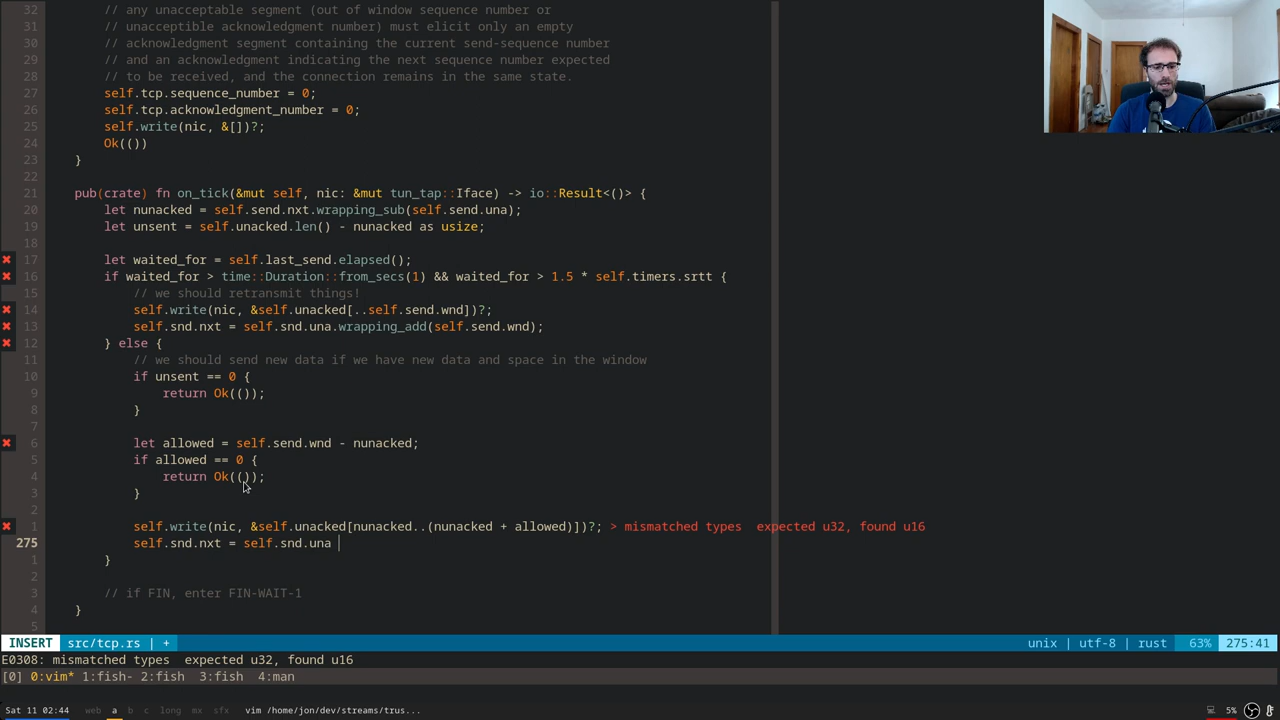 32 // any unacceptable segment (out of window sequence number or
31 // unacceptible acknowledgment number) must elicit only an empty
30 // acknowledgment segment containing the current send-sequence number
29 // and an acknowledgment indicating the next sequence number expected
28 // to be received, and the connection remains in the same state.
27 self.tcp.sequence_number = 0;
26 self.tcp.acknowledgment_number = 0;
25 self.write(nic, &[])?;
24 Ok(())
23 }
22
21 pub(crate) fn on_tick(&mut self, nic: &mut tun_tap::Iface) -> io::Result<()> {
20 let nunacked = self.send.nxt.wrapping_sub(self.send.una);
19 let unsent = self.unacked.len() - nunacked as usize;
18
17 let waited_for = self.last_send.elapsed();
16 if waited_for > time::Duration::from_secs(1) && waited_for > 1.5 * self.timers.srtt {
15 // we should retransmit things!
14 self.write(nic, &self.unacked[..self.send.wnd])?;
13 self.snd.nxt = self.snd.una.wrapping_add(self.send.wnd);
12 } else {
11 // we should send new data if we have new data and space in the window
10 if unsent == 0 {
9 return Ok(());
8 }
7
6 let allowed = self.send.wnd - nunacked;
5 if allowed == 0 {
4 return Ok(());
3 }
2
1 self.write(nic, &self.unacked[nunacked..(nunacked + allowed)])?; > mismatched types  expected u32, found u16
275 self.snd.nxt = self.snd.una
1 }
2
3 // if FIN, enter FIN-WAIT-1
4 }
5
INSERT src/tcp.rs | + unix | utf-8 | rust 63% 275:41
E0308: mismatched types  expected u32, found u16
[0] 0:vim* 1:fish- 2:fish  3:fish  4:man
Sat 11 02:44 web a b c long mx sfx vim /home/jon/dev/streams/trus... 5%